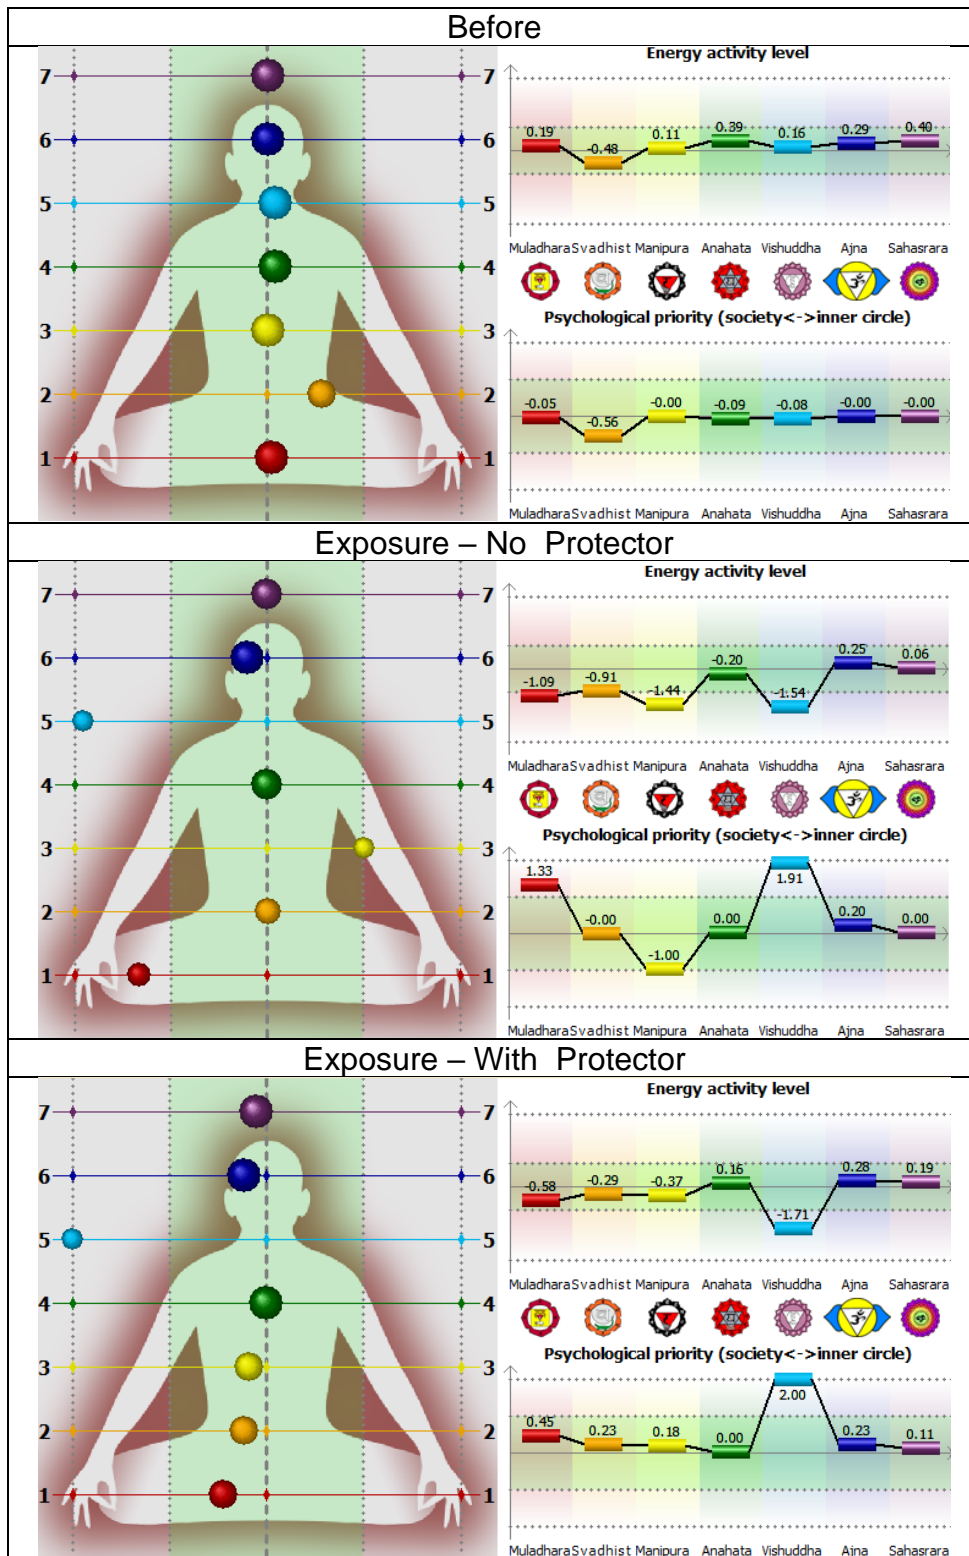 Before
Energy activity level
7 7
6 6
5 5
4 4
3 3
2 2
1 1
0.19 -0.48 0.11 0.39 0.16 0.29 0.40
Muladhara Svadhist Manipura Anahata Vishuddha Ajna Sahasrara
Psychological priority (society<->inner circle)
-0.05 -0.56 -0.00 -0.09 -0.08 -0.00 -0.00
Muladhara Svadhist Manipura Anahata Vishuddha Ajna Sahasrara
Exposure – No Protector
Energy activity level
7 7
6 6
5 5
4 4
3 3
2 2
1 1
-1.09 -0.91 -1.44 -0.20 -1.54 0.25 0.06
Muladhara Svadhist Manipura Anahata Vishuddha Ajna Sahasrara
Psychological priority (society<->inner circle)
1.33 -0.00 -1.00 0.00 1.91 0.20 0.00
Muladhara Svadhist Manipura Anahata Vishuddha Ajna Sahasrara
Exposure – With Protector
Energy activity level
7 7
6 6
5 5
4 4
3 3
2 2
1 1
-0.58 -0.29 -0.37 0.16 -1.71 0.28 0.19
Muladhara Svadhist Manipura Anahata Vishuddha Ajna Sahasrara
Psychological priority (society<->inner circle)
0.45 0.23 0.18 0.00 2.00 0.23 0.11
Muladhara Svadhist Manipura Anahata Vishuddha Ajna Sahasrara